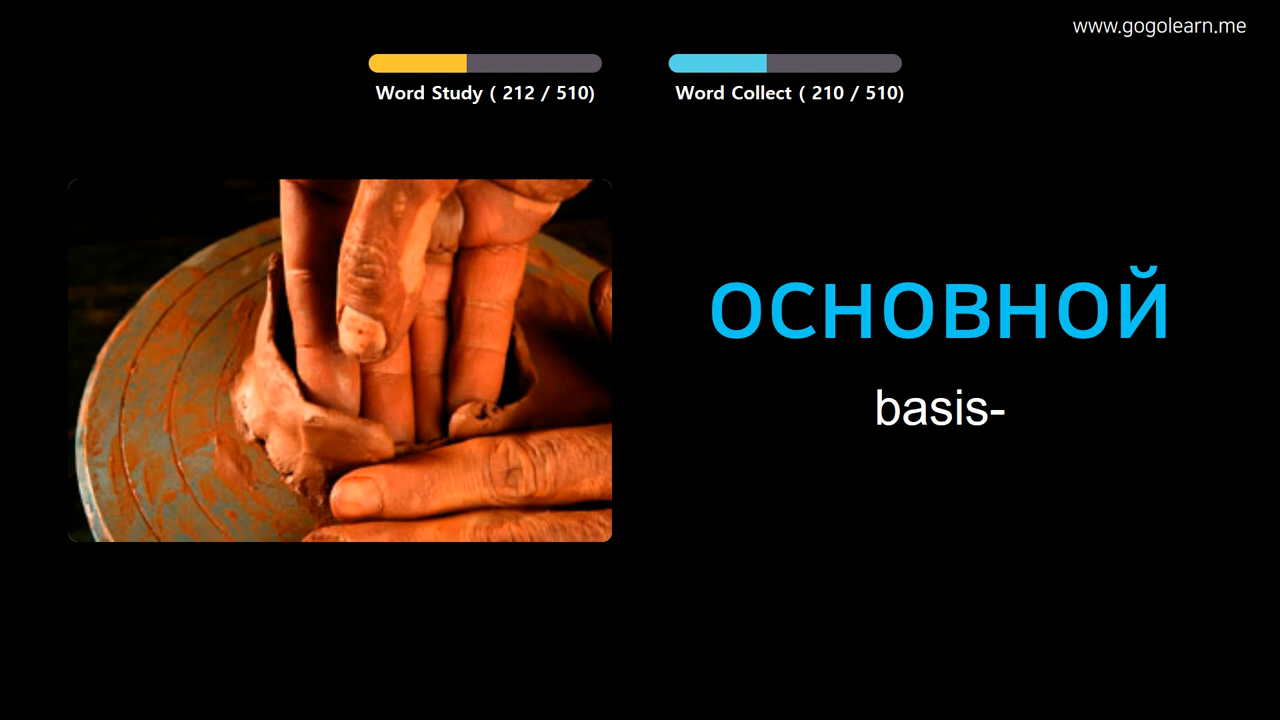 www.gogolearn.me
Word Study ( 212 / 510)
Word Collect ( 210 / 510)
основной
basis-